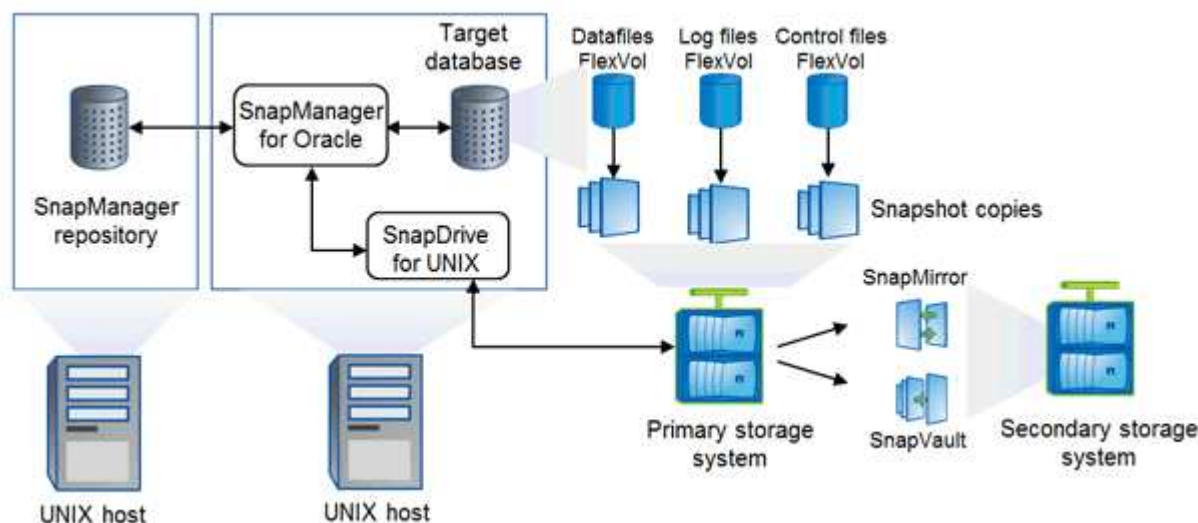 Target
database
Datafiles
FlexVol
Log files
FlexVol
Control files
FlexVol
SnapManager
for Oracle
SnapManager
repository
Snapshot copies
SnapDrive
for UNIX
SnapMirror
SnapVault
Primary storage
system
Secondary storage
system
UNIX host
UNIX host